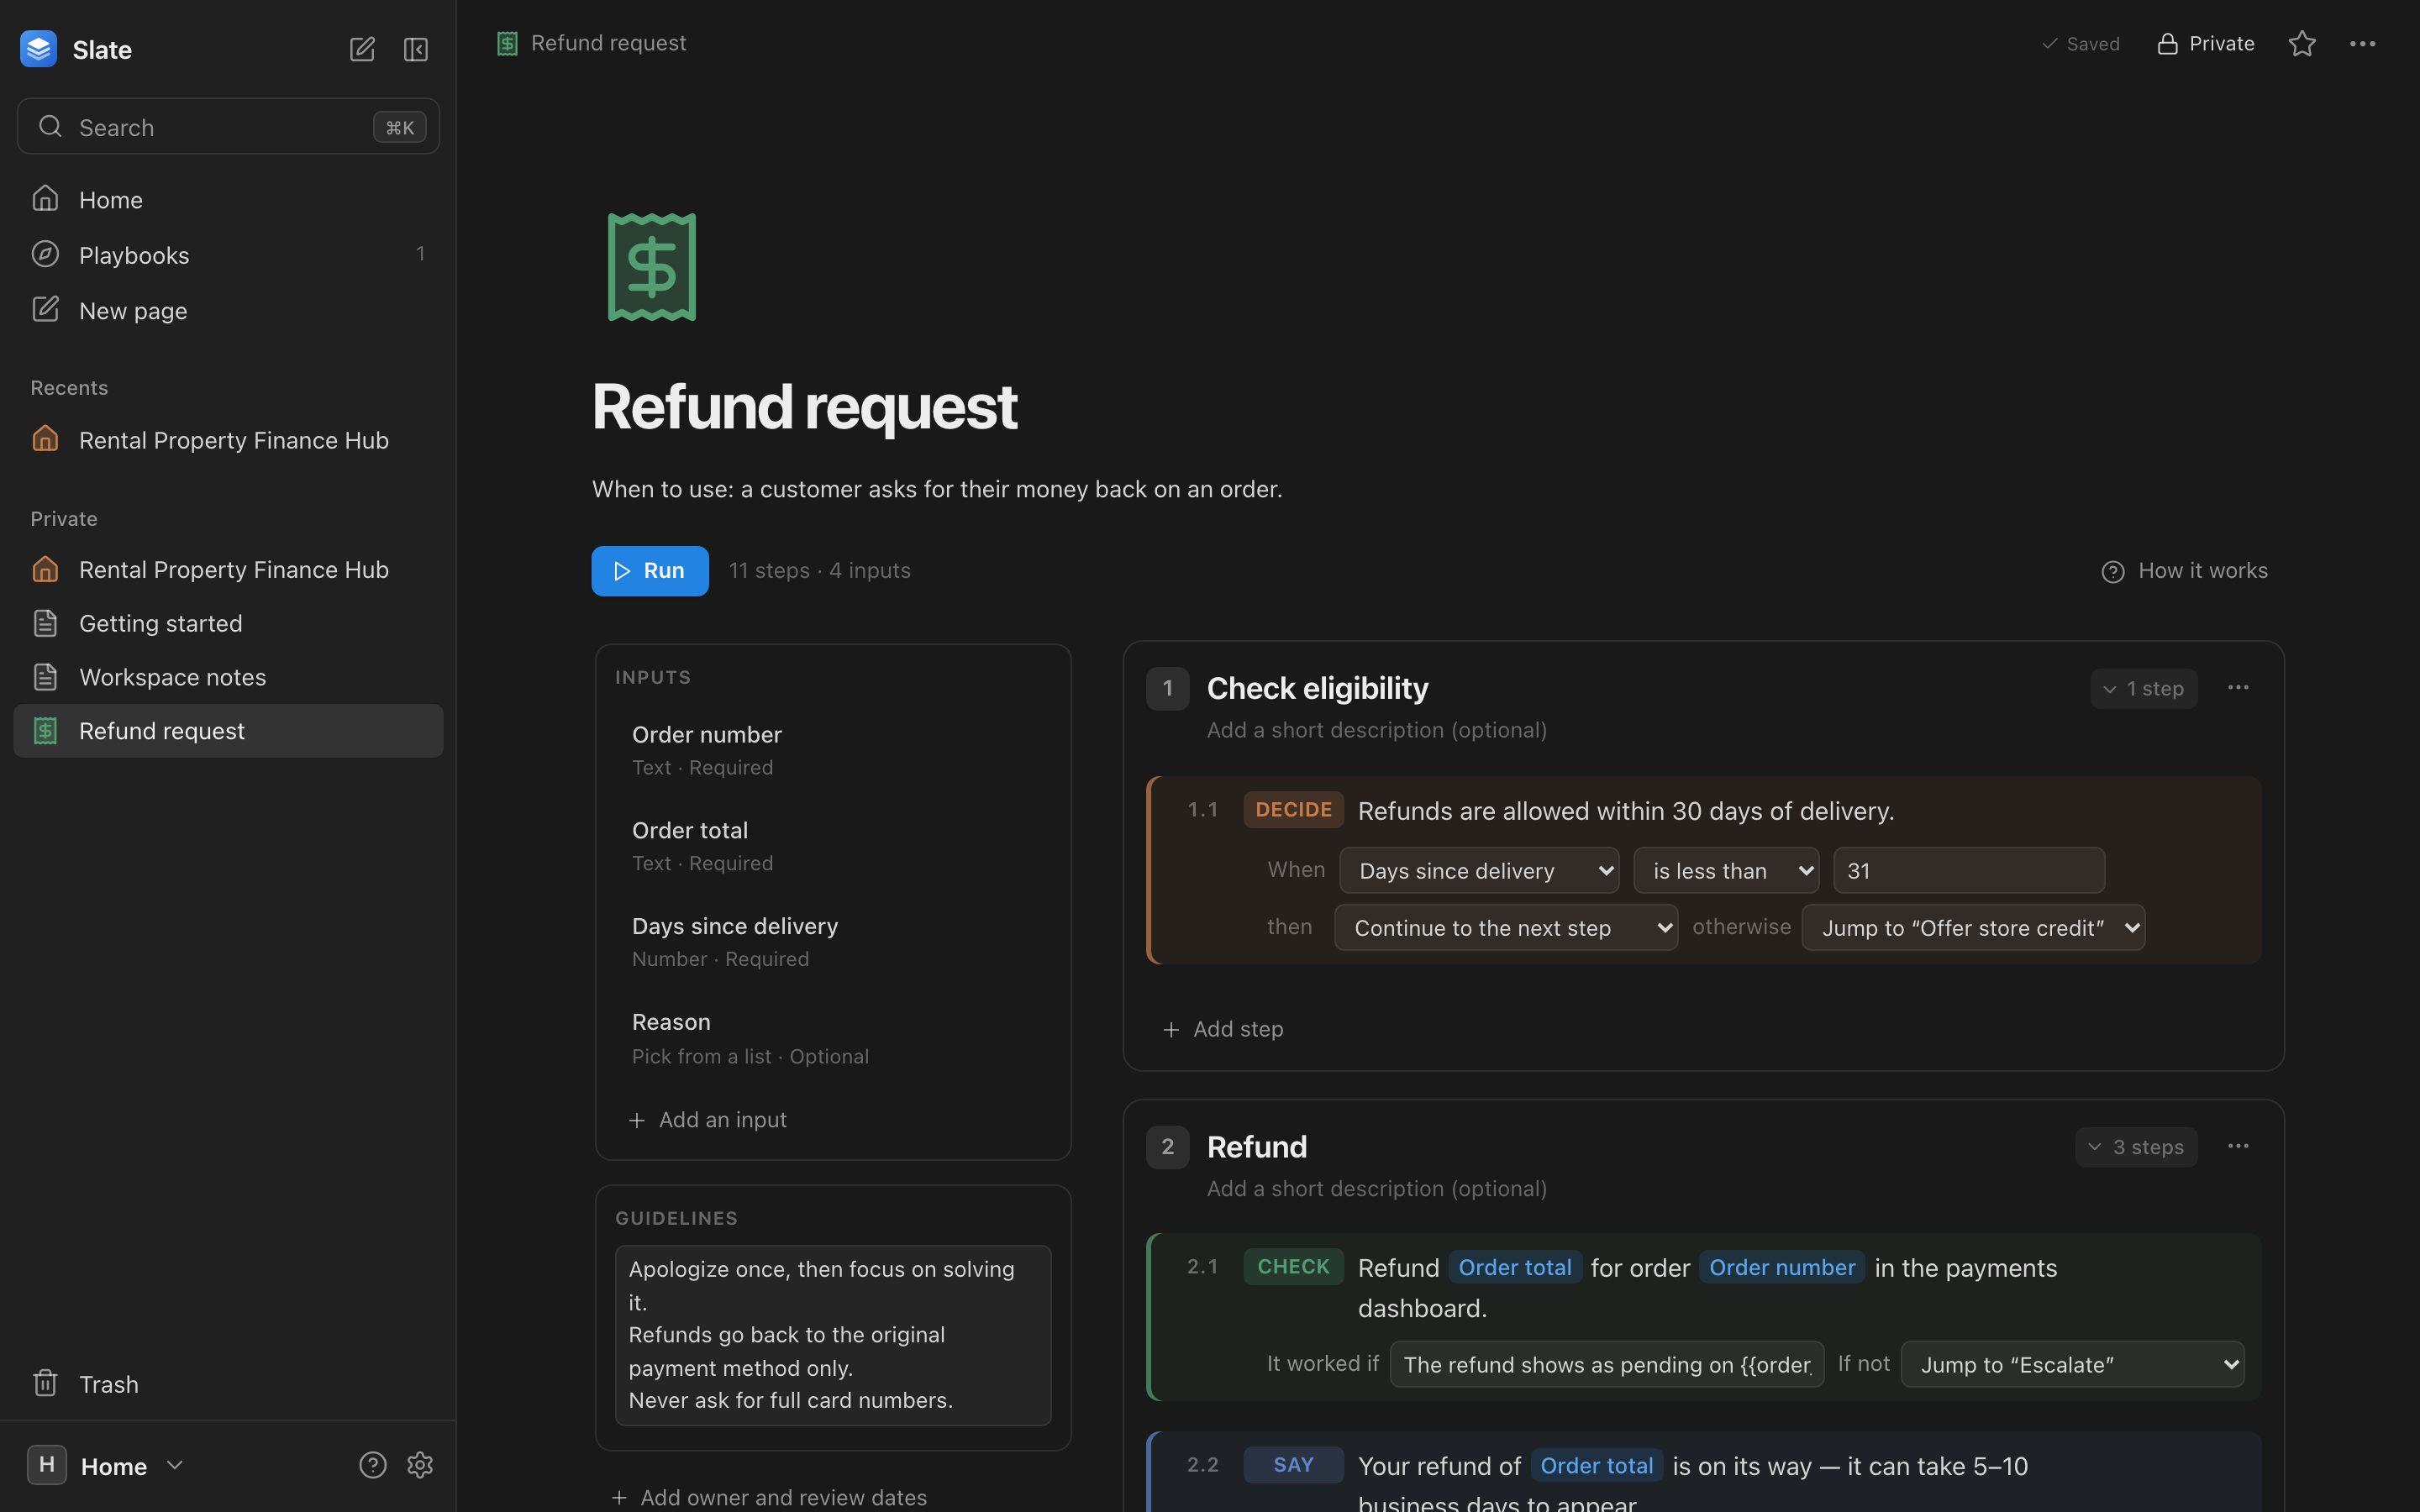 Slate
Search ⌘K
Home
Playbooks 1
New page
Recents
Rental Property Finance Hub
Private
Rental Property Finance Hub
Getting started
Workspace notes
Refund request
Trash
H Home
Refund request
Saved Private
Refund request
When to use: a customer asks for their money back on an order.
Run 11 steps · 4 inputs
How it works
INPUTS
Order number
Text · Required
Order total
Text · Required
Days since delivery
Number · Required
Reason
Pick from a list · Optional
+ Add an input
GUIDELINES
Apologize once, then focus on solving
it.
Refunds go back to the original
payment method only.
Never ask for full card numbers.
+ Add owner and review dates
1 Check eligibility 1 step
Add a short description (optional)
1.1 DECIDE Refunds are allowed within 30 days of delivery.
When Days since delivery is less than 31
then Continue to the next step otherwise Jump to “Offer store credit”
+ Add step
2 Refund 3 steps
Add a short description (optional)
2.1 CHECK Refund Order total for order Order number in the payments
dashboard.
It worked if The refund shows as pending on {{order. If not Jump to “Escalate”
2.2 SAY Your refund of Order total is on its way — it can take 5–10
business days to appear